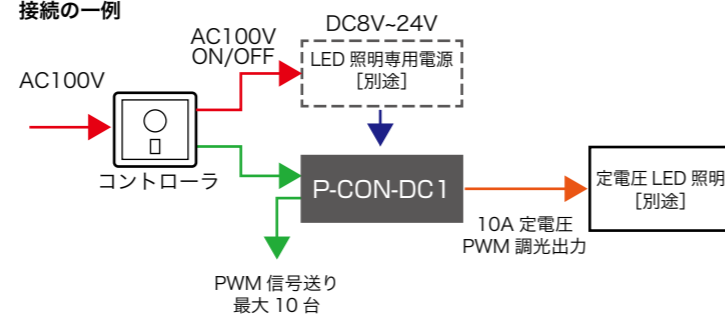 接続の一例
DC8V~24V
AC100V
ON/OFF
LED 照明専用電源
［別途］
AC100V
コントローラ
P-CON-DC1
定電圧 LED 照明
［別途］
10A 定電圧
PWM 調光出力
PWM 信号送り
最大 10 台